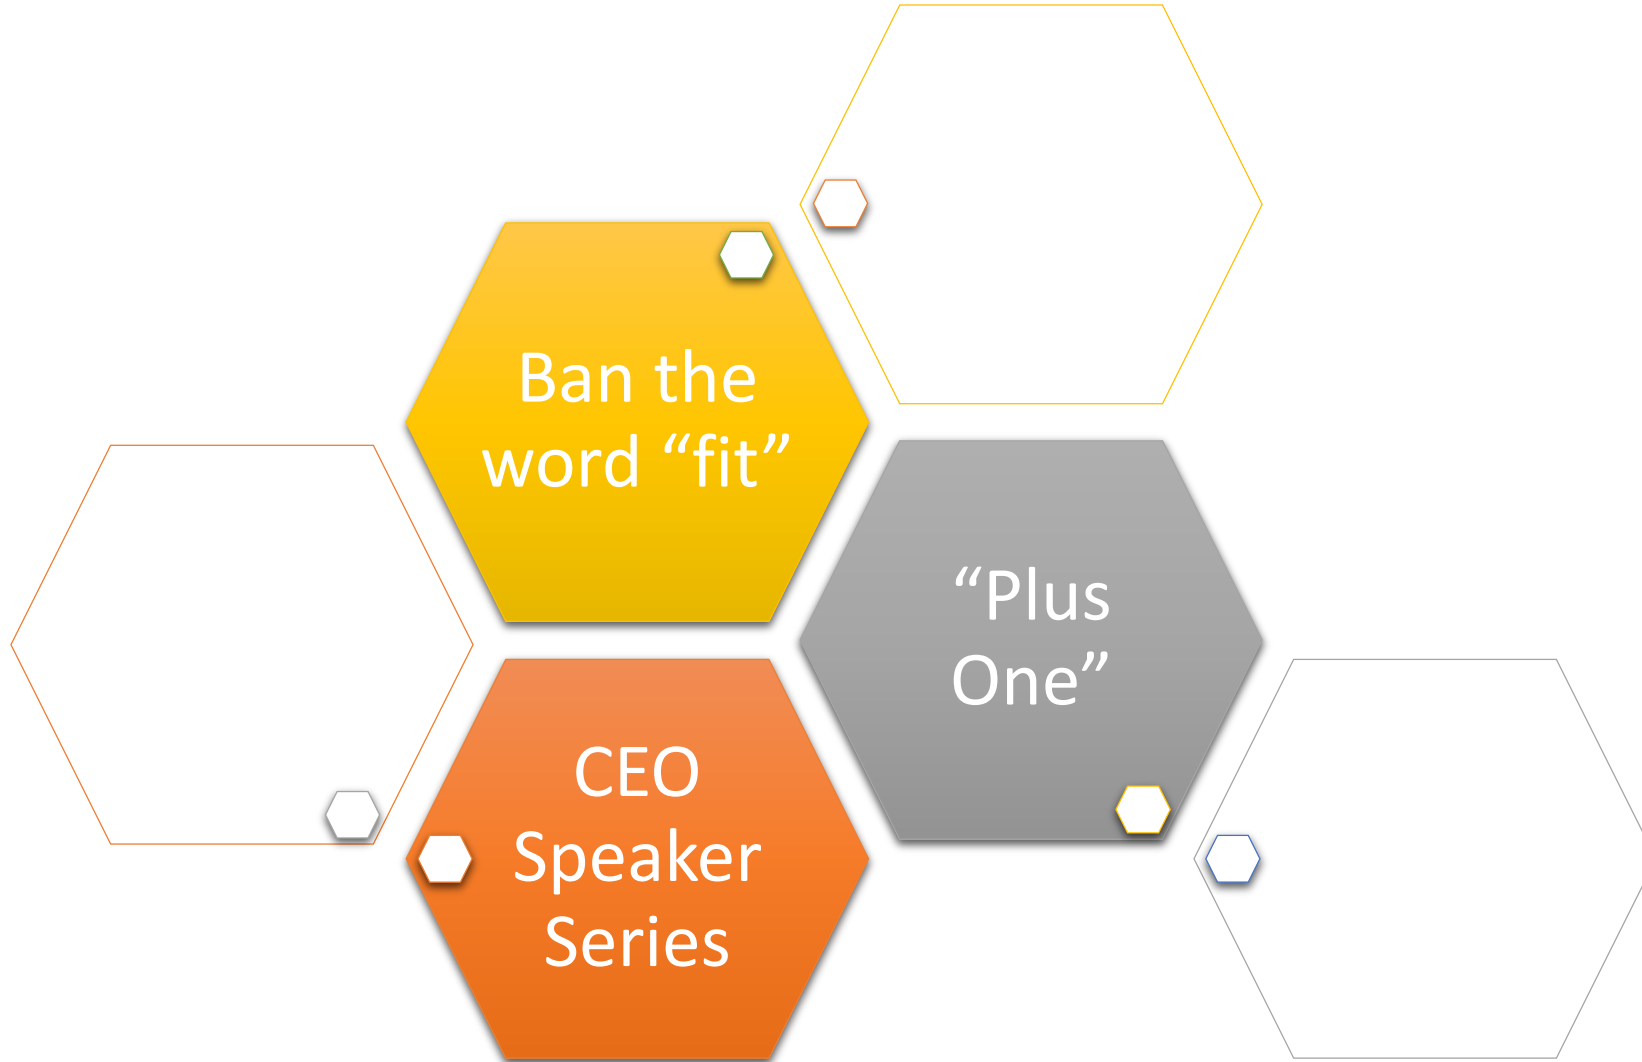 Ban the
word “fit”
“Plus
One”
CEO
Speaker
Series